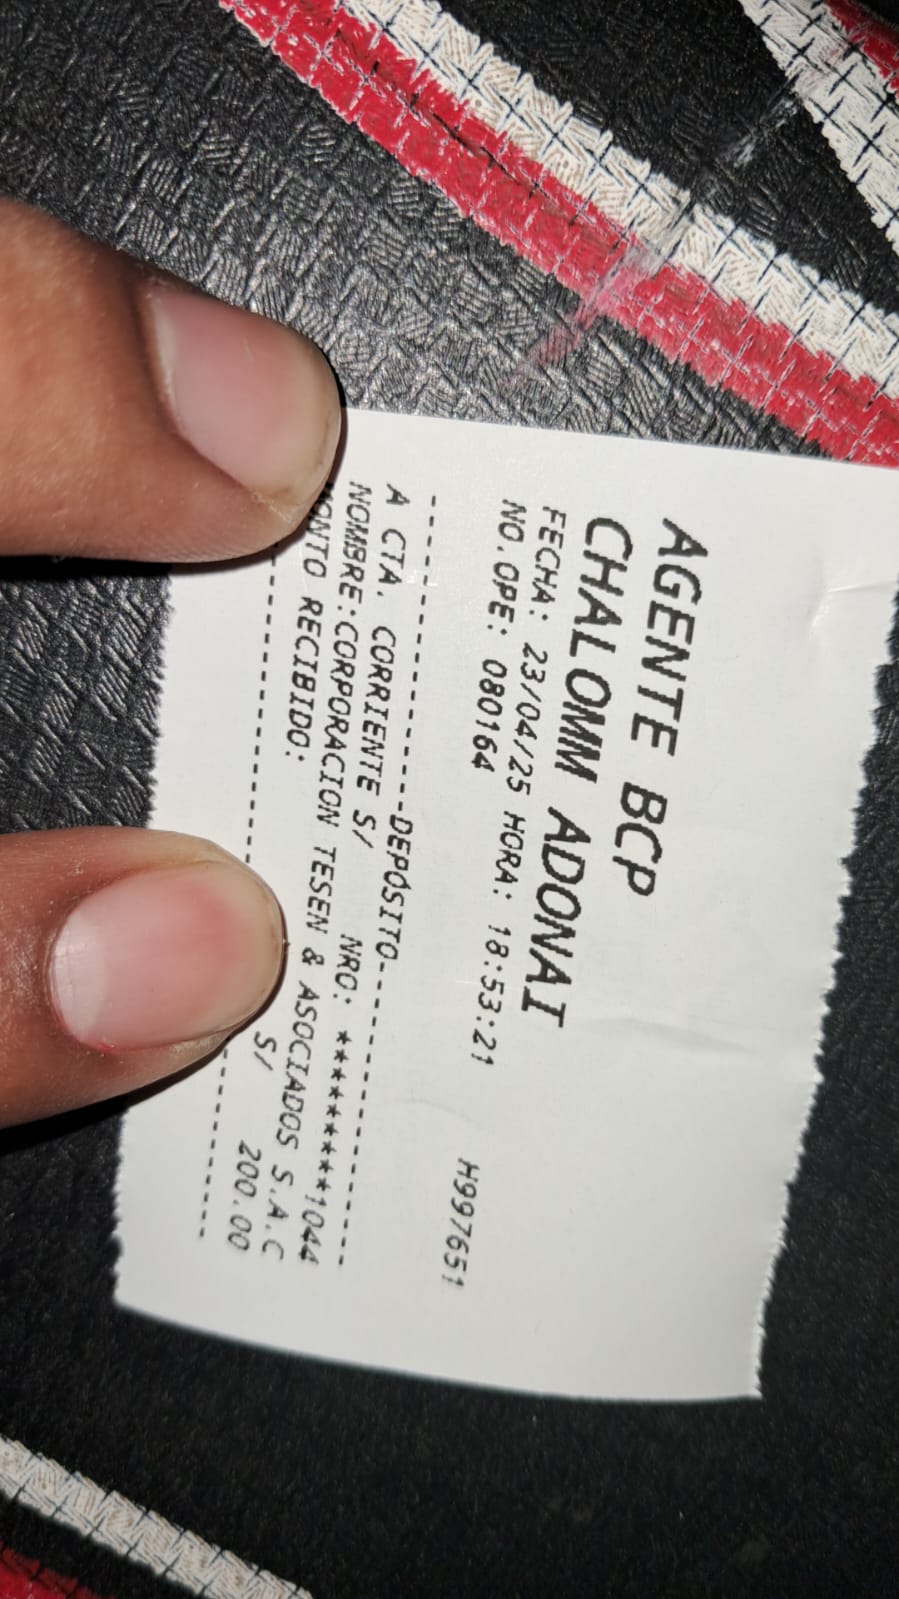 AGENTE BCP
CHALOMM ADONAI
FECHA: 23/04/25 HORA: 18:53:21
NO.OPE: 080164 H997651
--------------------DEPOSITO--------------------
A CTA. CORRIENTE S/ NRO: **********1044
NOMBRE:CORPORACION TESEN & ASOCIADOS S.A.C
MONTO RECIBIDO: S/ 200.00